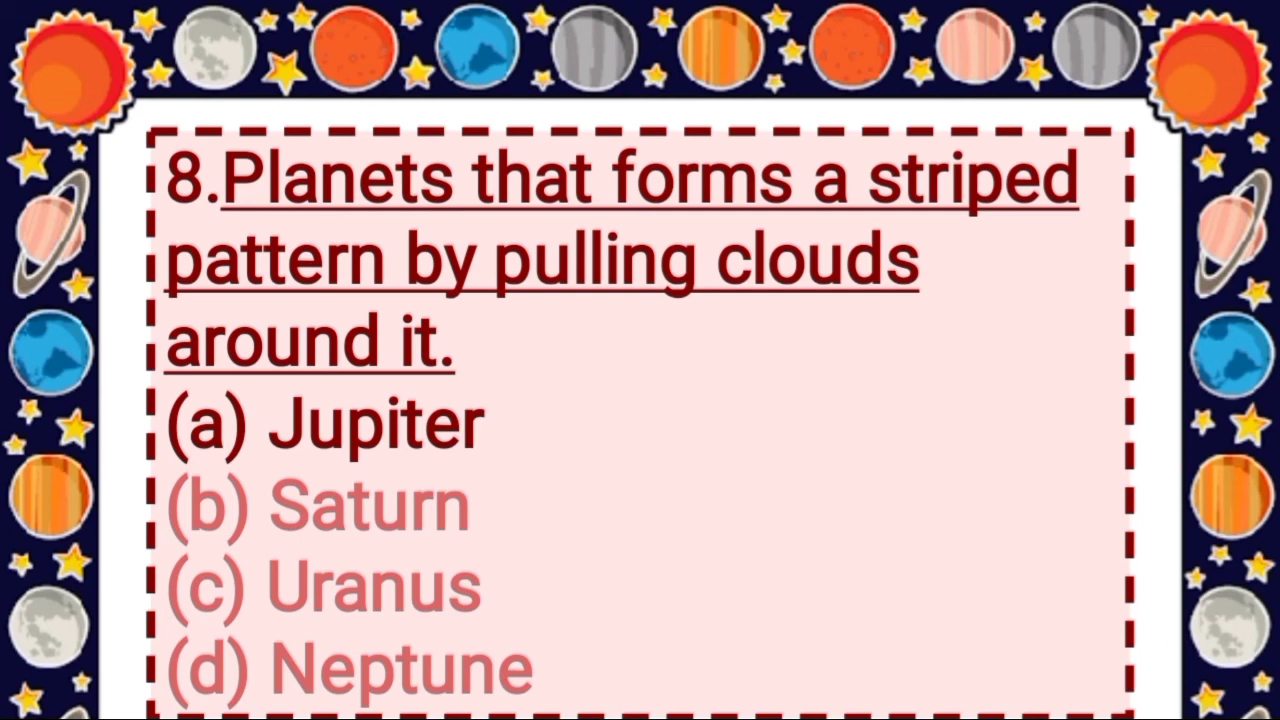 8.Planets that forms a striped
pattern by pulling clouds
around it.
(a) Jupiter
(b) Saturn
(c) Uranus
(d) Neptune